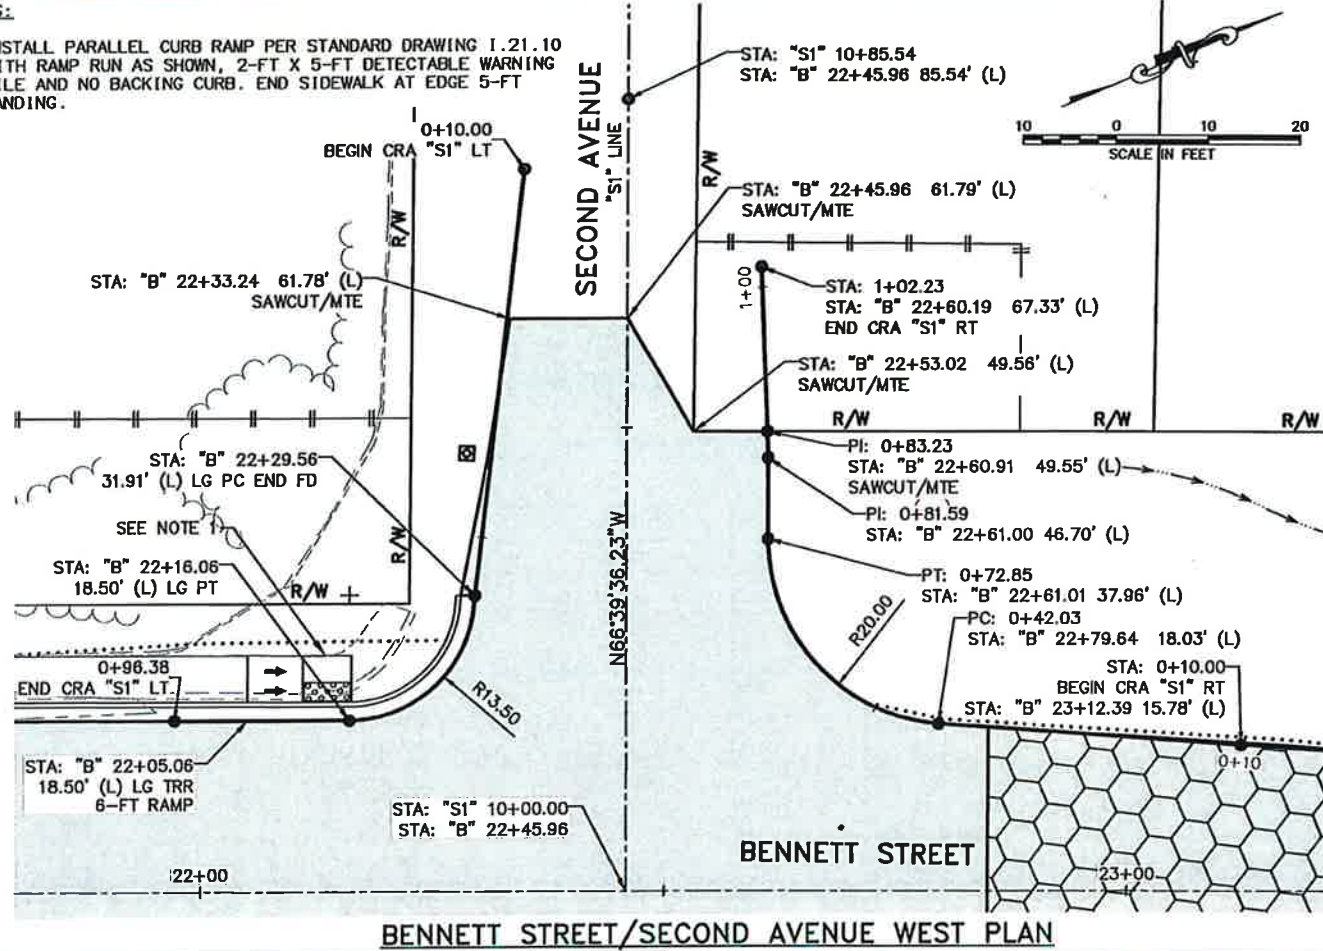 STALL PARALLEL CURB RAMP PER STANDARD DRAWING I.21.10
ITH RAMP RUN AS SHOWN, 2-FT X 5-FT DETECTABLE WARNING
LE AND NO BACKING CURB. END SIDEWALK AT EDGE 5-FT
ANDING.
0+10.00
BEGIN CRA "S1" LT
SECOND AVENUE
"S1" LINE
STA: "S1" 10+85.54
STA: "B" 22+45.96 85.54' (L)
10 0 10 20
SCALE IN FEET
R/W
R/W
STA: "B" 22+45.96 61.79' (L)
SAWCUT/MTE
STA: "B" 22+33.24 61.78' (L)
SAWCUT/MTE
1+00
STA: 1+02.23
STA: "B" 22+60.19 67.33' (L)
END CRA "S1" RT
STA: "B" 22+53.02 49.56' (L)
SAWCUT/MTE
R/W
R/W
R/W
STA: "B" 22+29.56
31.91' (L) LG PC END FD
PI: 0+83.23
STA: "B" 22+60.91 49.55' (L)
SAWCUT/MTE
PI: 0+81.59
STA: "B" 22+61.00 46.70' (L)
SEE NOTE 1
R/W
N66°39'36.23"W
STA: "B" 22+16.06
18.50' (L) LG PT
R/W
PT: 0+72.85
STA: "B" 22+61.01 37.96' (L)
R20.00
PC: 0+42.03
STA: "B" 22+79.64 18.03' (L)
0+96.38
END CRA "S1" LT
R13.50
STA: 0+10.00
BEGIN CRA "S1" RT
STA: "B" 23+12.39 15.78' (L)
0+10
STA: "B" 22+05.06
18.50' (L) LG TRR
6-FT RAMP
STA: "S1" 10+00.00
STA: "B" 22+45.96
BENNETT STREET
22+00
23+00
BENNETT STREET/SECOND AVENUE WEST PLAN